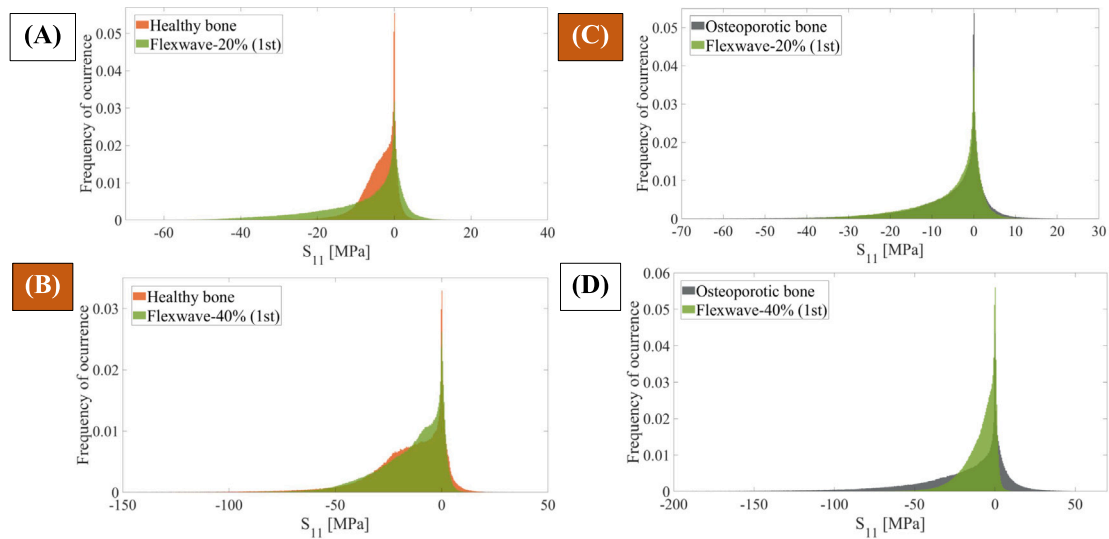 (A)
Healthy bone
Flexwave-20% (1st)
Frequency of ocurrence
0.05
0.04
0.03
0.02
0.01
0
-60 -40 -20 0 20 40
S11 [MPa]
(B)
Healthy bone
Flexwave-40% (1st)
Frequency of ocurrence
0.03
0.02
0.01
0
-150 -100 -50 0 50
S11 [MPa]
(C)
Osteoporotic bone
Flexwave-20% (1st)
Frequency of ocurrence
0.05
0.04
0.03
0.02
0.01
0
-70 -60 -50 -40 -30 -20 -10 0 10 20 30
S11 [MPa]
(D)
Osteoporotic bone
Flexwave-40% (1st)
Frequency of ocurrence
0.06
0.05
0.04
0.03
0.02
0.01
0
-200 -150 -100 -50 0 50
S11 [MPa]